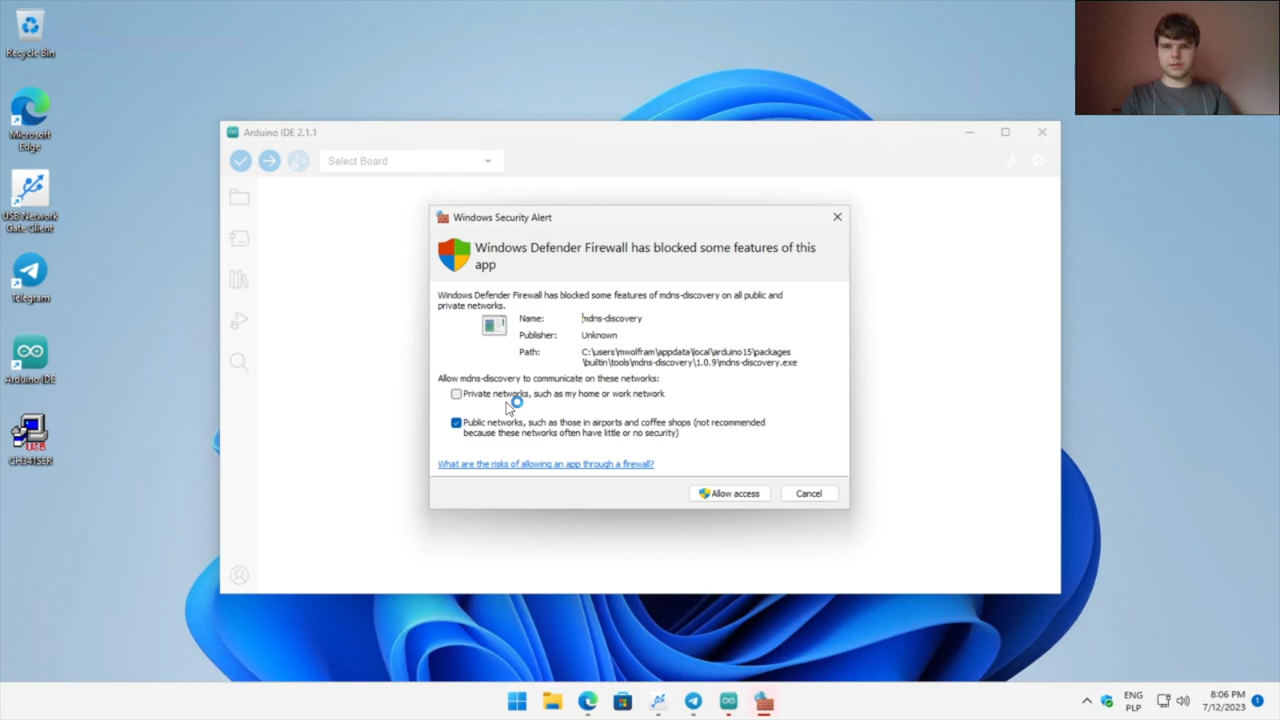 Recycle Bin
Microsoft
Edge
USB Network
Gate Client
Telegram
Arduino IDE
CH341SER
Arduino IDE 2.1.1
Select Board
Windows Security Alert
Windows Defender Firewall has blocked some features of this
app
Windows Defender Firewall has blocked some features of mdns-discovery on all public and
private networks.
Name: mdns-discovery
Publisher: Unknown
Path: C:\users\mwolfram\appdata\local\arduino15\packages
\builtin\tools\mdns-discovery\1.0.9\mdns-discovery.exe
Allow mdns-discovery to communicate on these networks:
Private networks, such as my home or work network
Public networks, such as those in airports and coffee shops (not recommended
because these networks often have little or no security)
What are the risks of allowing an app through a firewall?
Allow access
Cancel
ENG
PLP
8:06 PM
7/12/2023
1